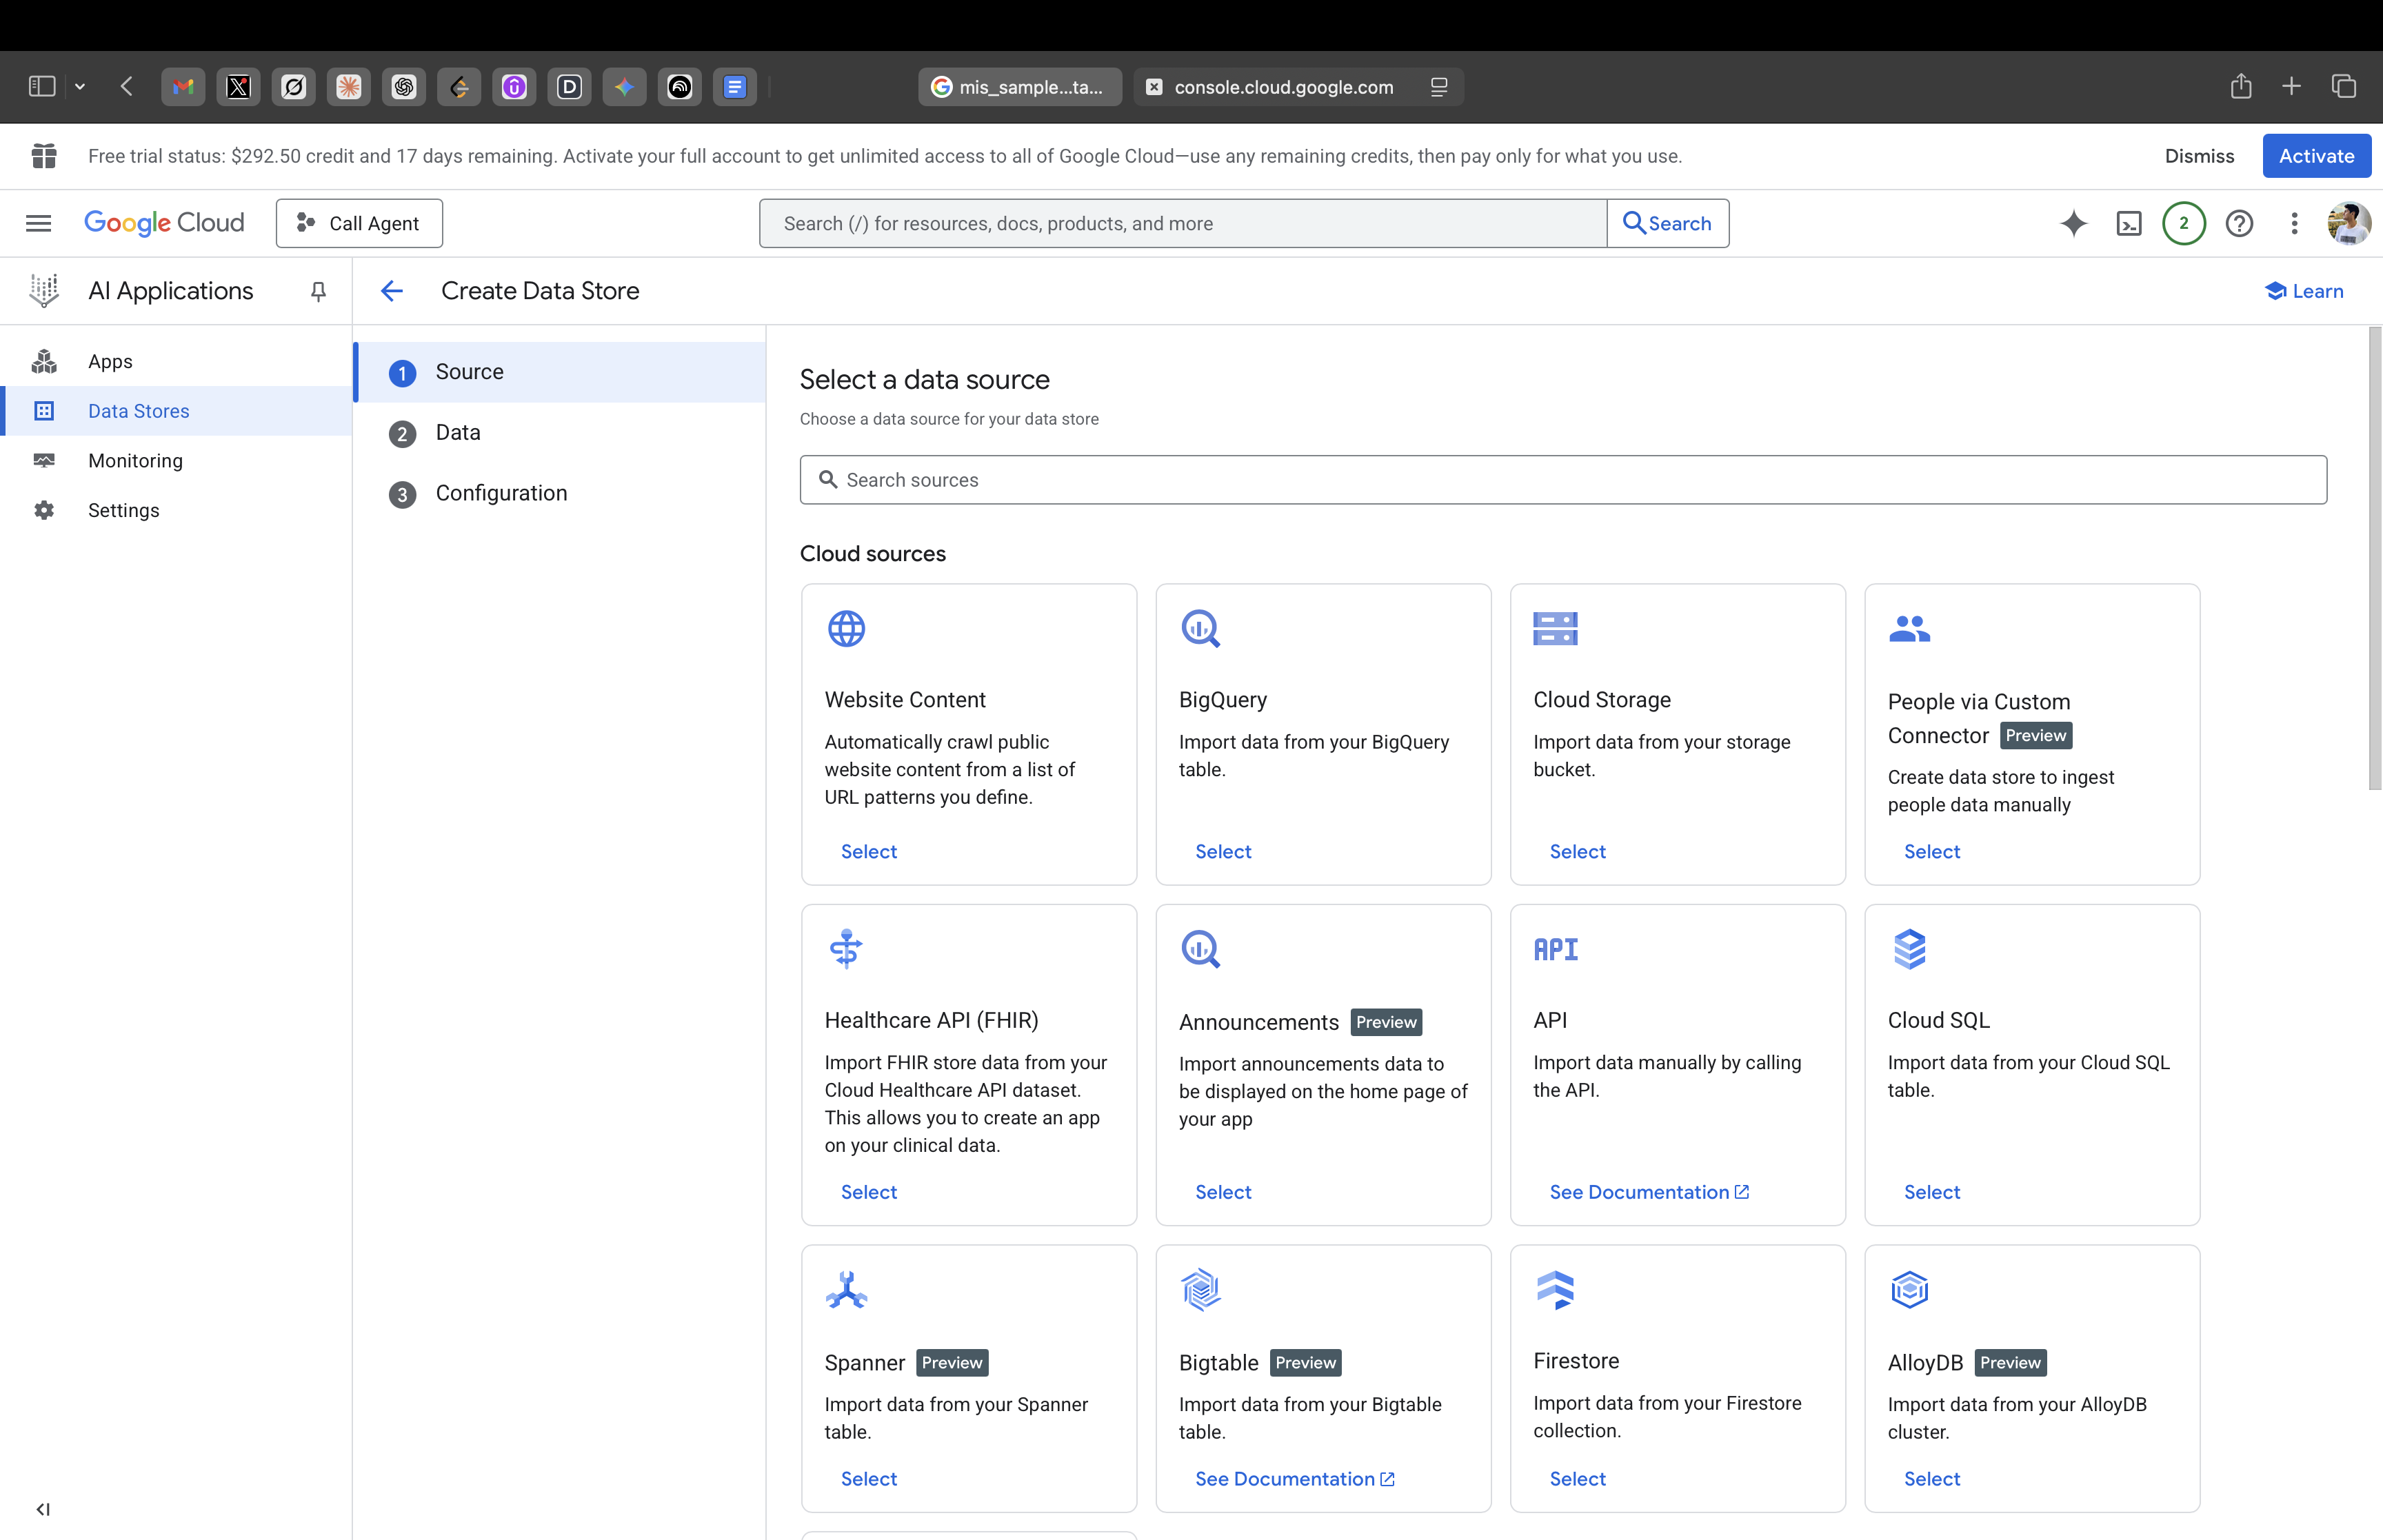 mis_sample...ta...
console.cloud.google.com
Free trial status: $292.50 credit and 17 days remaining. Activate your full account to get unlimited access to all of Google Cloud—use any remaining credits, then pay only for what you use.
Dismiss
Activate
Google Cloud
Call Agent
Search (/) for resources, docs, products, and more
Search
2
AI Applications
Create Data Store
Learn
Apps
Data Stores
Monitoring
Settings
1 Source
2 Data
3 Configuration
Select a data source
Choose a data source for your data store
Search sources
Cloud sources
Website Content
Automatically crawl public
website content from a list of
URL patterns you define.
Select
BigQuery
Import data from your BigQuery
table.
Select
Cloud Storage
Import data from your storage
bucket.
Select
People via Custom
Connector Preview
Create data store to ingest
people data manually
Select
Healthcare API (FHIR)
Import FHIR store data from your
Cloud Healthcare API dataset.
This allows you to create an app
on your clinical data.
Select
Announcements Preview
Import announcements data to
be displayed on the home page of
your app
Select
API
API
Import data manually by calling
the API.
See Documentation
Cloud SQL
Import data from your Cloud SQL
table.
Select
Spanner Preview
Import data from your Spanner
table.
Select
Bigtable Preview
Import data from your Bigtable
table.
See Documentation
Firestore
Import data from your Firestore
collection.
Select
AlloyDB Preview
Import data from your AlloyDB
cluster.
Select